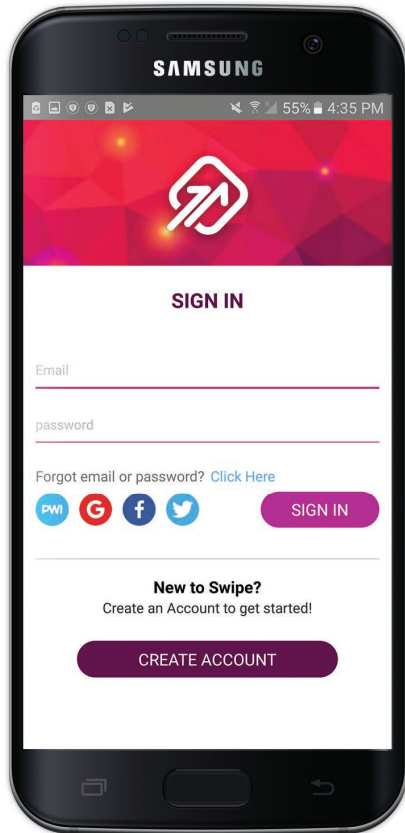 SAMSUNG
55% 4:35 PM
SIGN IN
Email
password
Forgot email or password? Click Here
PWI G f SIGN IN
New to Swipe?
Create an Account to get started!
CREATE ACCOUNT